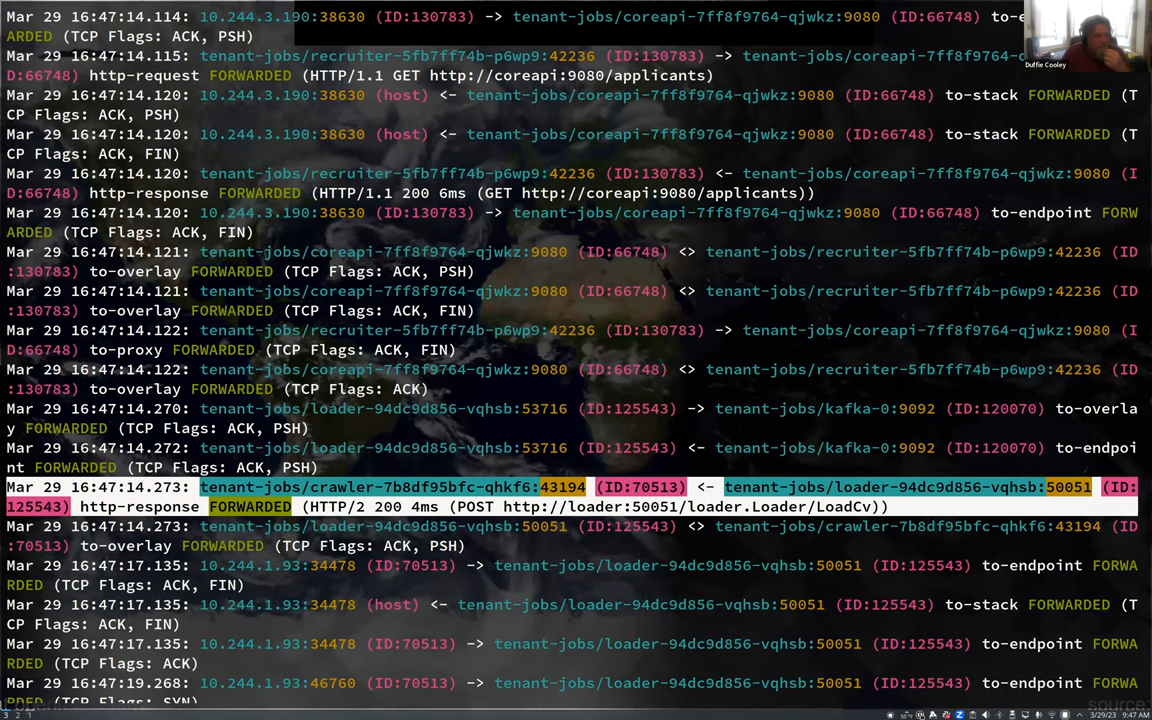 Mar 29 16:47:14.114: 10.244.3.190:38630 (ID:130783) -> tenant-jobs/coreapi-7ff8f9764-qjwkz:9080 (ID:66748) to-e
ARDED (TCP Flags: ACK, PSH)
Mar 29 16:47:14.115: tenant-jobs/recruiter-5fb7ff74b-p6wp9:42236 (ID:130783) -> tenant-jobs/coreapi-7ff8f9764-q
D:66748) http-request FORWARDED (HTTP/1.1 GET http://coreapi:9080/applicants)
Mar 29 16:47:14.120: 10.244.3.190:38630 (host) <- tenant-jobs/coreapi-7ff8f9764-qjwkz:9080 (ID:66748) to-stack FORWARDED (T
CP Flags: ACK, PSH)
Mar 29 16:47:14.120: 10.244.3.190:38630 (host) <- tenant-jobs/coreapi-7ff8f9764-qjwkz:9080 (ID:66748) to-stack FORWARDED (T
CP Flags: ACK, FIN)
Mar 29 16:47:14.120: tenant-jobs/recruiter-5fb7ff74b-p6wp9:42236 (ID:130783) <- tenant-jobs/coreapi-7ff8f9764-qjwkz:9080 (I
D:66748) http-response FORWARDED (HTTP/1.1 200 6ms (GET http://coreapi:9080/applicants))
Mar 29 16:47:14.120: 10.244.3.190:38630 (ID:130783) -> tenant-jobs/coreapi-7ff8f9764-qjwkz:9080 (ID:66748) to-endpoint FORW
ARDED (TCP Flags: ACK, FIN)
Mar 29 16:47:14.121: tenant-jobs/coreapi-7ff8f9764-qjwkz:9080 (ID:66748) <> tenant-jobs/recruiter-5fb7ff74b-p6wp9:42236 (ID
:130783) to-overlay FORWARDED (TCP Flags: ACK, PSH)
Mar 29 16:47:14.121: tenant-jobs/coreapi-7ff8f9764-qjwkz:9080 (ID:66748) <> tenant-jobs/recruiter-5fb7ff74b-p6wp9:42236 (ID
:130783) to-overlay FORWARDED (TCP Flags: ACK, FIN)
Mar 29 16:47:14.122: tenant-jobs/recruiter-5fb7ff74b-p6wp9:42236 (ID:130783) -> tenant-jobs/coreapi-7ff8f9764-qjwkz:9080 (I
D:66748) to-proxy FORWARDED (TCP Flags: ACK, FIN)
Mar 29 16:47:14.122: tenant-jobs/coreapi-7ff8f9764-qjwkz:9080 (ID:66748) <> tenant-jobs/recruiter-5fb7ff74b-p6wp9:42236 (ID
:130783) to-overlay FORWARDED (TCP Flags: ACK)
Mar 29 16:47:14.270: tenant-jobs/loader-94dc9d856-vqhsb:53716 (ID:125543) -> tenant-jobs/kafka-0:9092 (ID:120070) to-overla
y FORWARDED (TCP Flags: ACK, PSH)
Mar 29 16:47:14.272: tenant-jobs/loader-94dc9d856-vqhsb:53716 (ID:125543) <- tenant-jobs/kafka-0:9092 (ID:120070) to-endpoi
nt FORWARDED (TCP Flags: ACK, PSH)
Mar 29 16:47:14.273: tenant-jobs/crawler-7b8df95bfc-qhkf6:43194 (ID:70513) <- tenant-jobs/loader-94dc9d856-vqhsb:50051 (ID:
125543) http-response FORWARDED (HTTP/2 200 4ms (POST http://loader:50051/loader.Loader/LoadCv))
Mar 29 16:47:14.273: tenant-jobs/loader-94dc9d856-vqhsb:50051 (ID:125543) <> tenant-jobs/crawler-7b8df95bfc-qhkf6:43194 (ID
:70513) to-overlay FORWARDED (TCP Flags: ACK, PSH)
Mar 29 16:47:17.135: 10.244.1.93:34478 (ID:70513) -> tenant-jobs/loader-94dc9d856-vqhsb:50051 (ID:125543) to-endpoint FORWA
RDED (TCP Flags: ACK, FIN)
Mar 29 16:47:17.135: 10.244.1.93:34478 (host) <- tenant-jobs/loader-94dc9d856-vqhsb:50051 (ID:125543) to-stack FORWARDED (T
CP Flags: ACK, FIN)
Mar 29 16:47:17.135: 10.244.1.93:34478 (ID:70513) -> tenant-jobs/loader-94dc9d856-vqhsb:50051 (ID:125543) to-endpoint FORWA
RDED (TCP Flags: ACK)
Mar 29 16:47:19.268: 10.244.1.93:46760 (ID:70513) -> tenant-jobs/loader-94dc9d856-vqhsb:50051 (ID:125543) to-endpoint FORWA
RDED (TCP Flags: SYN)
Duffie Cooley
3 2 1
3/29/23 9:47 AM